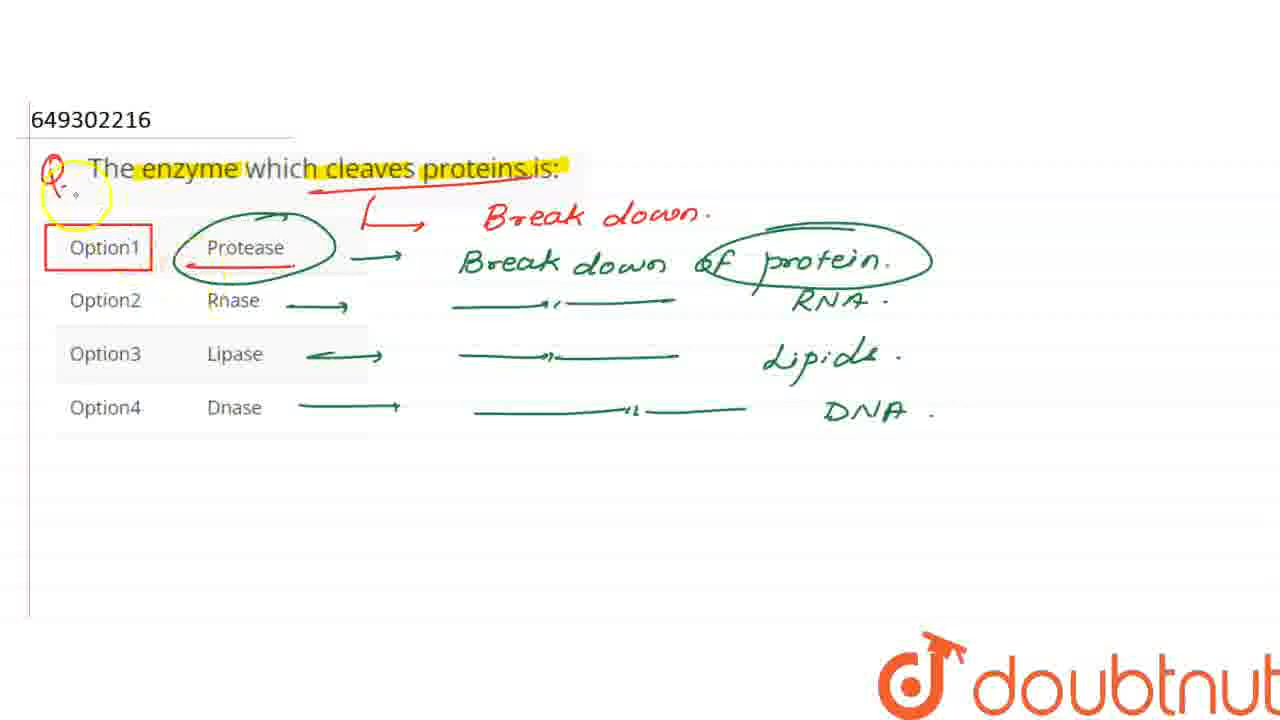 649302216
Q. The enzyme which cleaves proteins is:
Break down.
Option1 Protease → Break down of protein.
Option2 Rnase → —〃— RNA.
Option3 Lipase → —〃— Lipids.
Option4 Dnase → —〃— DNA.
doubtnut